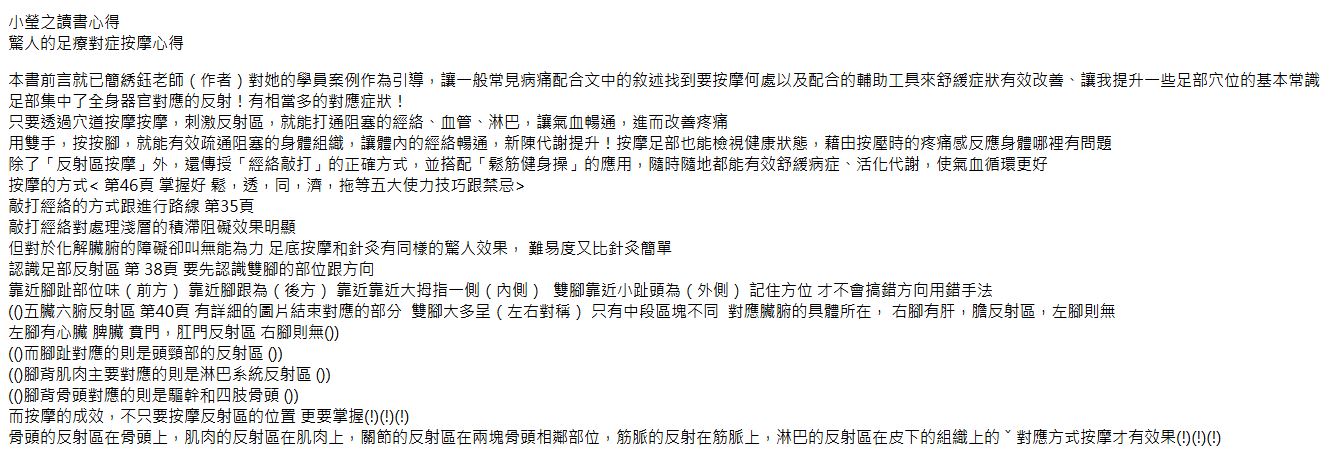 小瑩之讀書心得
驚人的足療對症按摩心得
本書前言就已簡綉鈺老師（作者）對她的學員案例作為引導，讓一般常見病痛配合文中的敘述找到要按摩何處以及配合的輔助工具來舒緩症狀有效改善、讓我提升一些足部穴位的基本常識
足部集中了全身器官對應的反射！有相當多的對應症狀！
只要透過穴道按摩按摩，刺激反射區，就能打通阻塞的經絡、血管、淋巴，讓氣血暢通，進而改善疼痛
用雙手，按按腳，就能有效疏通阻塞的身體組織，讓體內的經絡暢通，新陳代謝提升！按摩足部也能檢視健康狀態，藉由按壓時的疼痛感反應身體哪裡有問題
除了「反射區按摩」外，還傳授「經絡敲打」的正確方式，並搭配「鬆筋健身操」的應用，隨時隨地都能有效舒緩病症、活化代謝，使氣血循環更好
按摩的方式< 第46頁 掌握好 鬆，透，同，濟，拖等五大使力技巧跟禁忌>
敲打經絡的方式跟進行路線 第35頁
敲打經絡對處理淺層的積滯阻礙效果明顯
但對於化解臟腑的障礙卻叫無能為力 足底按摩和針灸有同樣的驚人效果， 難易度又比針灸簡單
認識足部反射區 第 38頁 要先認識雙腳的部位跟方向
靠近腳趾部位味（前方） 靠近腳跟為（後方） 靠近靠近大拇指一側（內側） 雙腳靠近小趾頭為（外側） 記住方位 才不會搞錯方向用錯手法
(()五臟六腑反射區 第40頁 有詳細的圖片結束對應的部分 雙腳大多呈（左右對稱） 只有中段區塊不同 對應臟腑的具體所在， 右腳有肝，膽反射區，左腳則無
左腳有心臟 脾臟 賁門，肛門反射區 右腳則無())
(()而腳趾對應的則是頭頸部的反射區 ())
(()腳背肌肉主要對應的則是淋巴系統反射區 ())
(()腳背骨頭對應的則是驅幹和四肢骨頭 ())
而按摩的成效，不只要按摩反射區的位置 更要掌握(!)(!)(!)
骨頭的反射區在骨頭上，肌肉的反射區在肌肉上，關節的反射區在兩塊骨頭相鄰部位，筋脈的反射在筋脈上，淋巴的反射區在皮下的組織上的 ˇ 對應方式按摩才有效果(!)(!)(!)